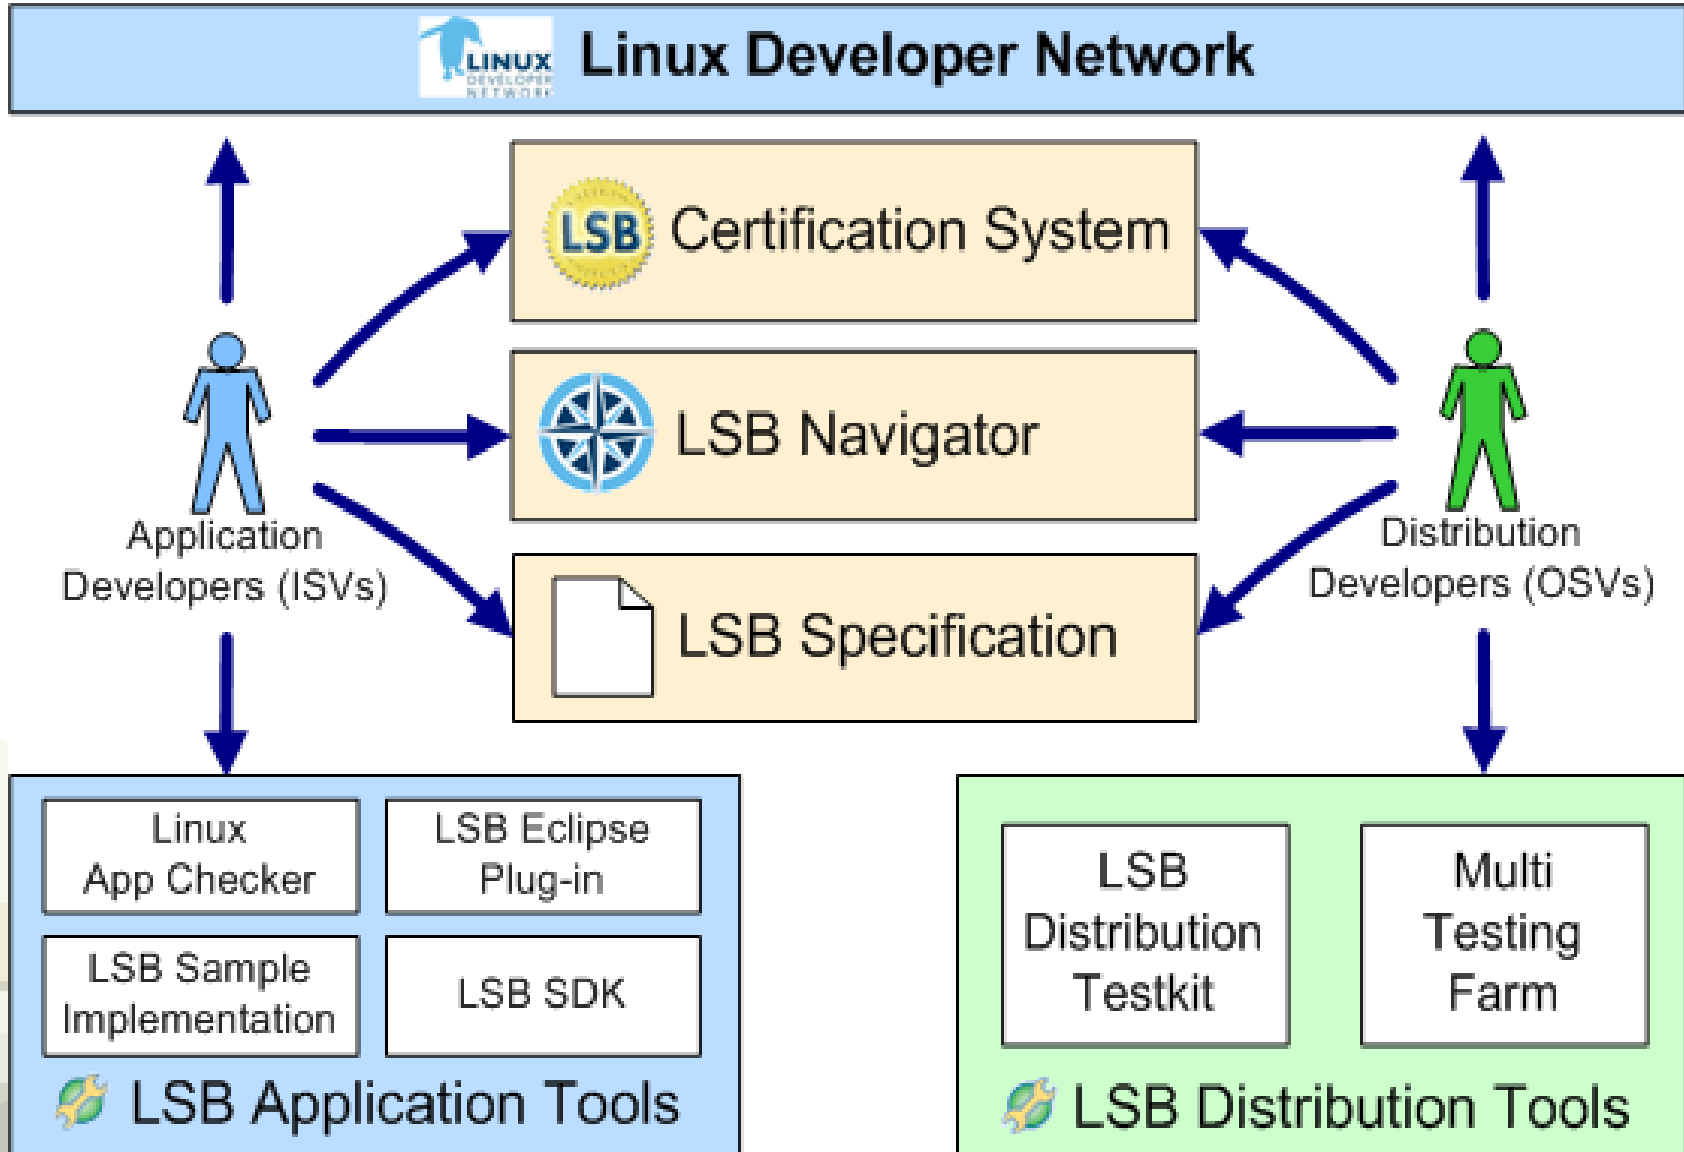 LINUX
DEVELOPER
NETWORK
Linux Developer Network
LSB
Certification System
LSB Navigator
LSB Specification
Application
Developers (ISVs)
Distribution
Developers (OSVs)
Linux
App Checker
LSB Eclipse
Plug-in
LSB Sample
Implementation
LSB SDK
LSB Application Tools
LSB
Distribution
Testkit
Multi
Testing
Farm
LSB Distribution Tools